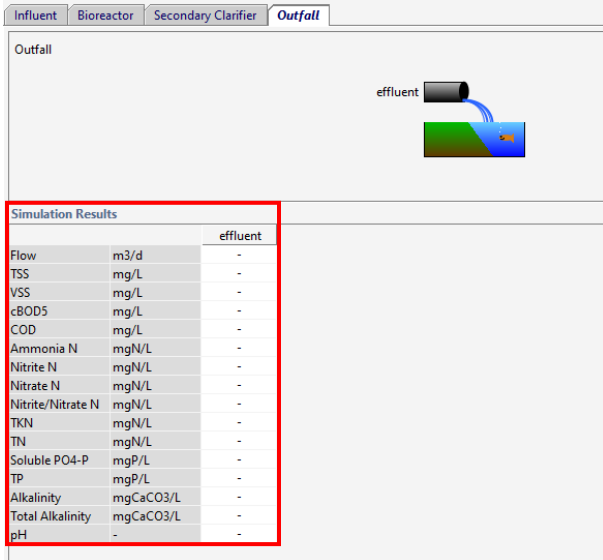 Influent Bioreactor Secondary Clarifier Outfall
Outfall
effluent
Simulation Results
effluent
Flow m3/d -
TSS mg/L -
VSS mg/L -
cBOD5 mg/L -
COD mg/L -
Ammonia N mgN/L -
Nitrite N mgN/L -
Nitrate N mgN/L -
Nitrite/Nitrate N mgN/L -
TKN mgN/L -
TN mgN/L -
Soluble PO4-P mgP/L -
TP mgP/L -
Alkalinity mgCaCO3/L -
Total Alkalinity mgCaCO3/L -
pH - -